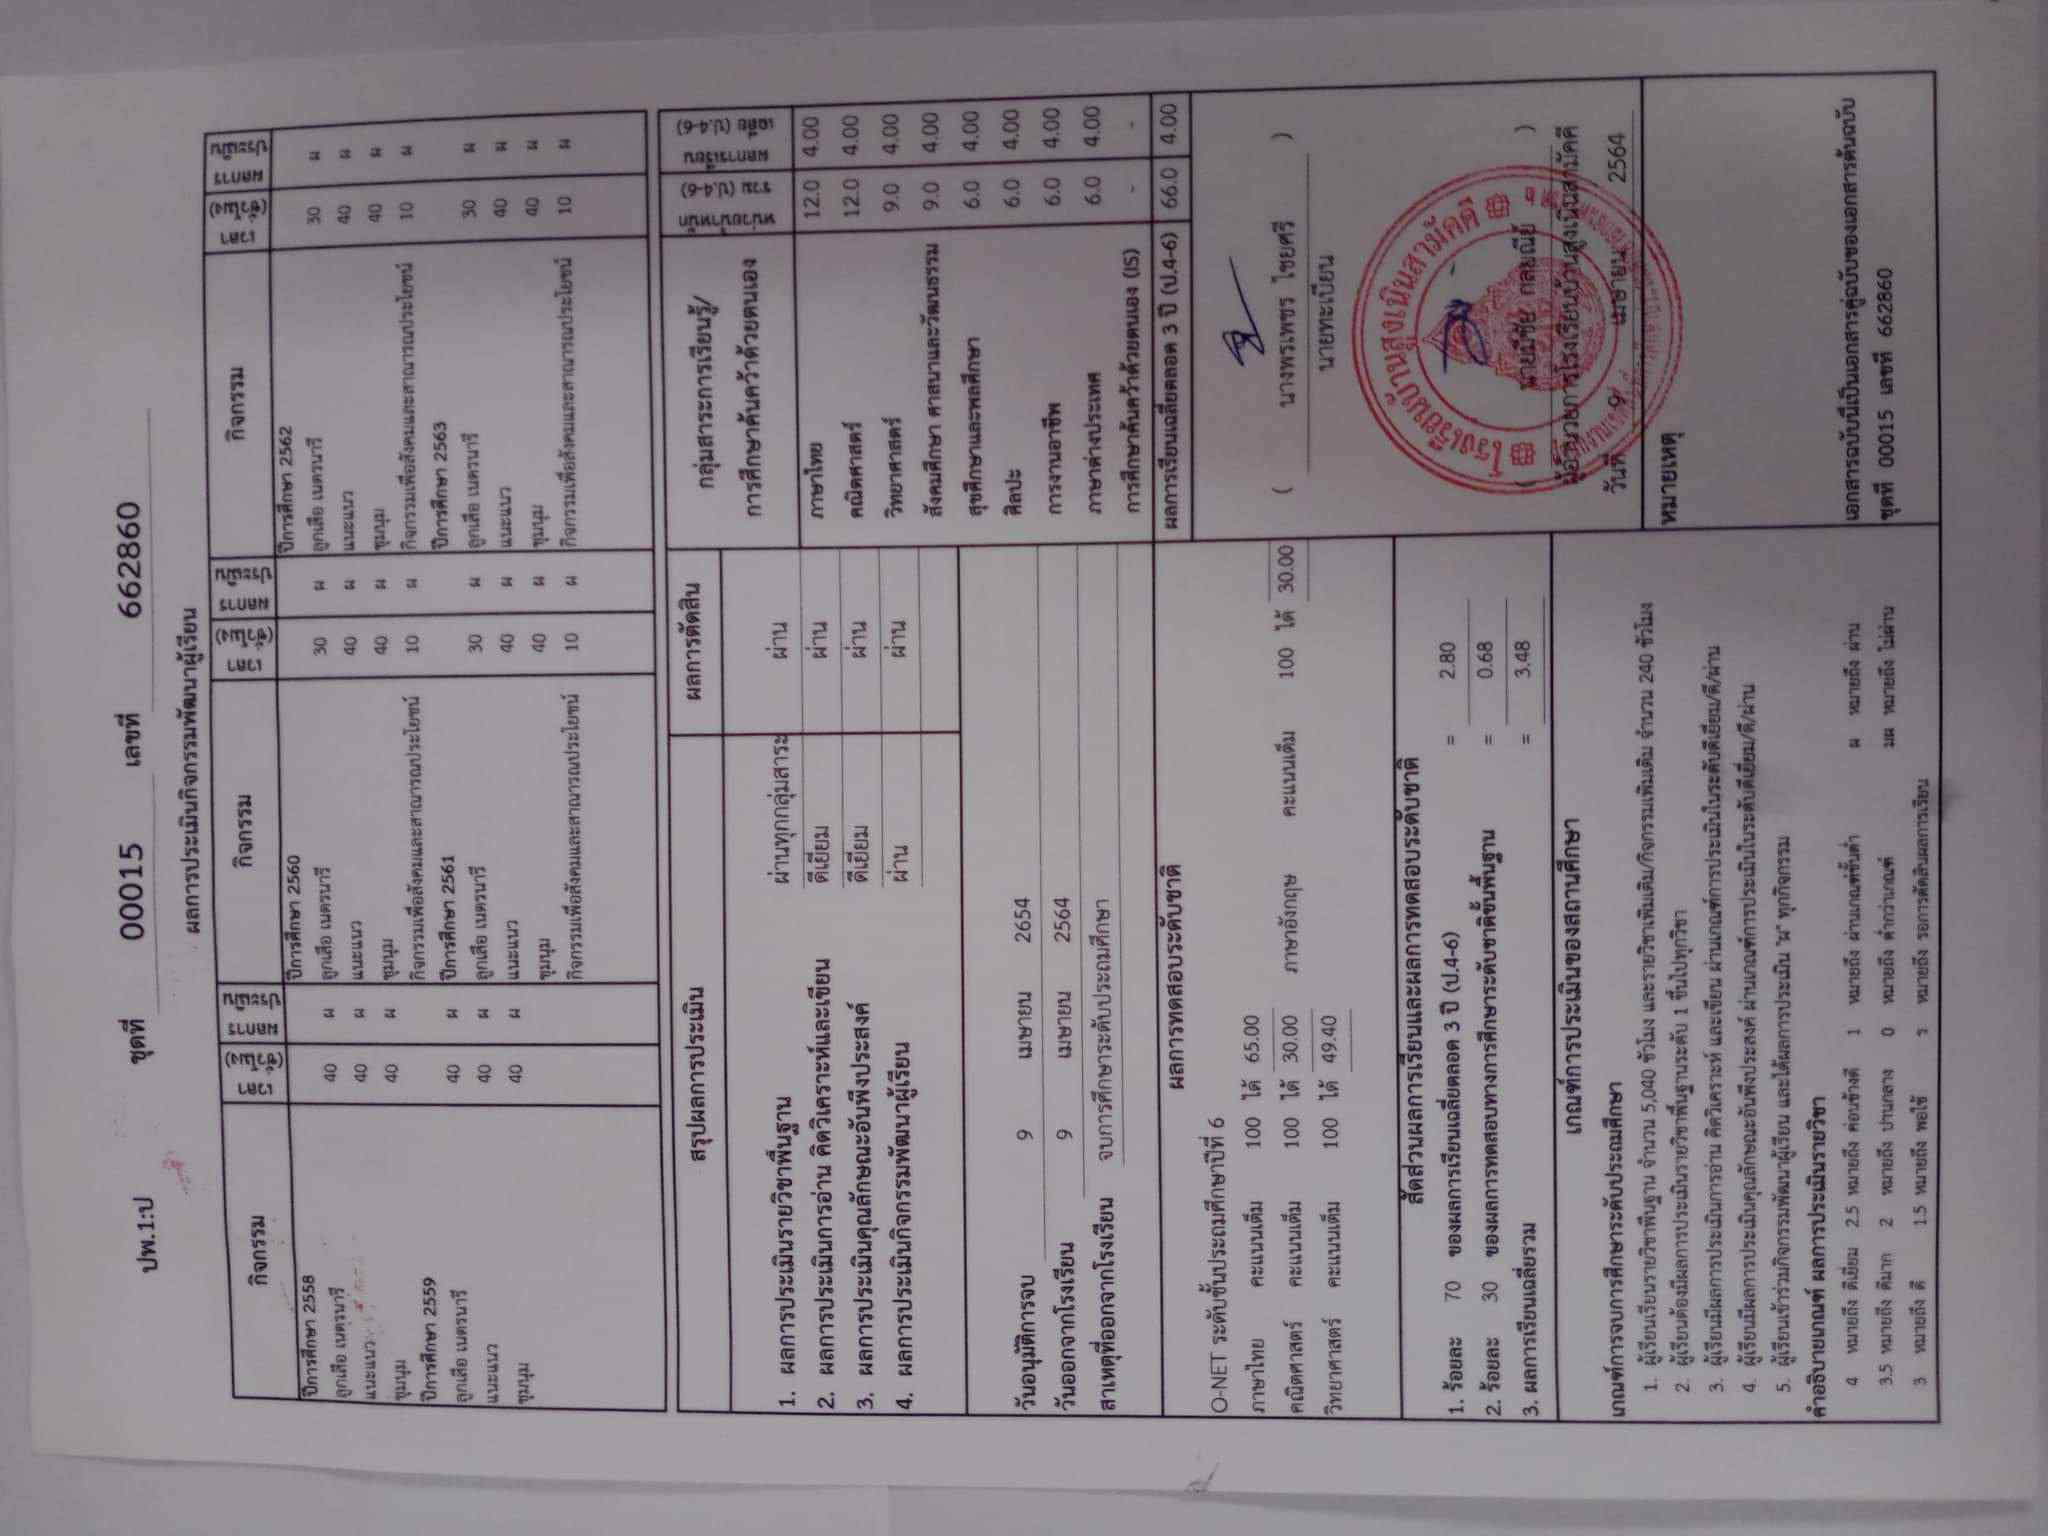 ปพ.1:ป ชุดที่ 00015 เลขที่ 662860
ผลการประเมินกิจกรรมพัฒนาผู้เรียน
กิจกรรม เวลา (ชั่วโมง) ผลการประเมิน กิจกรรม เวลา (ชั่วโมง) ผลการประเมิน กิจกรรม เวลา (ชั่วโมง) ผลการประเมิน
ปีการศึกษา 2558
ลูกเสือ เนตรนารี 40 ผ
แนะแนว 40 ผ
ชุมนุม 40 ผ
ปีการศึกษา 2559
ลูกเสือ เนตรนารี 40 ผ
แนะแนว 40 ผ
ชุมนุม 40 ผ
ปีการศึกษา 2560
ลูกเสือ เนตรนารี 30 ผ
แนะแนว 40 ผ
ชุมนุม 40 ผ
กิจกรรมเพื่อสังคมและสาณารณประโยชน์ 10 ผ
ปีการศึกษา 2561
ลูกเสือ เนตรนารี 30 ผ
แนะแนว 40 ผ
ชุมนุม 40 ผ
กิจกรรมเพื่อสังคมและสาณารณประโยชน์ 10 ผ
ปีการศึกษา 2562
ลูกเสือ เนตรนารี 30 ผ
แนะแนว 40 ผ
ชุมนุม 40 ผ
กิจกรรมเพื่อสังคมและสาณารณประโยชน์ 10 ผ
ปีการศึกษา 2563
ลูกเสือ เนตรนารี 30 ผ
แนะแนว 40 ผ
ชุมนุม 40 ผ
กิจกรรมเพื่อสังคมและสาณารณประโยชน์ 10 ผ
สรุปผลการประเมิน ผลการตัดสิน
1. ผลการประเมินรายวิชาพื้นฐาน ผ่านทุกกลุ่มสาระ ผ่าน
2. ผลการประเมินการอ่าน คิดวิเคราะห์และเขียน ดีเยี่ยม ผ่าน
3. ผลการประเมินคุณลักษณะอันพึงประสงค์ ดีเยี่ยม ผ่าน
4. ผลการประเมินกิจกรรมพัฒนาผู้เรียน ผ่าน ผ่าน
วันอนุมัติการจบ 9 เมษายน 2654
วันออกจากโรงเรียน 9 เมษายน 2564
สาเหตุที่ออกจากโรงเรียน จบการศึกษาระดับประถมศึกษา
ผลการทดสอบระดับชาติ
O-NET ระดับชั้นประถมศึกษาปีที่ 6
ภาษาไทย คะแนนเต็ม 100 ได้ 65.00
คณิตศาสตร์ คะแนนเต็ม 100 ได้ 30.00 ภาษาอังกฤษ คะแนนเต็ม 100 ได้ 30.00
วิทยาศาสตร์ คะแนนเต็ม 100 ได้ 49.40
สัดส่วนผลการเรียนและผลการทดสอบระดับชาติ
1. ร้อยละ 70 ของผลการเรียนเฉลี่ยตลอด 3 ปี (ป.4-6) = 2.80
2. ร้อยละ 30 ของผลการทดสอบทางการศึกษาระดับชาติขั้นพื้นฐาน = 0.68
3. ผลการเรียนเฉลี่ยรวม = 3.48
เกณฑ์การประเมินของสถานศึกษา
เกณฑ์การจบการศึกษาระดับประถมศึกษา
1. ผู้เรียนเรียนรายวิชาพื้นฐาน จำนวน 5,040 ชั่วโมง และรายวิชาเพิ่มเติม/กิจกรรมเพิ่มเติม จำนวน 240 ชั่วโมง
2. ผู้เรียนต้องมีผลการประเมินรายวิชาพื้นฐานระดับ 1 ขึ้นไปทุกวิชา
3. ผู้เรียนมีผลการประเมินการอ่าน คิดวิเคราะห์ และเขียน ผ่านเกณฑ์การประเมินในระดับดีเยี่ยม/ดี/ผ่าน
4. ผู้เรียนมีผลการประเมินคุณลักษณะอันพึงประสงค์ ผ่านเกณฑ์การประเมินในระดับดีเยี่ยม/ดี/ผ่าน
5. ผู้เรียนเข้าร่วมกิจกรรมพัฒนาผู้เรียน และได้ผลการประเมิน "ผ" ทุกกิจกรรม
คำอธิบายเกณฑ์ ผลการประเมินรายวิชา
4 หมายถึง ดีเยี่ยม 2.5 หมายถึง ค่อนข้างดี 1 หมายถึง ผ่านเกณฑ์ขั้นต่ำ ผ หมายถึง ผ่าน
3.5 หมายถึง ดีมาก 2 หมายถึง ปานกลาง 0 หมายถึง ต่ำกว่าเกณฑ์ มผ หมายถึง ไม่ผ่าน
3 หมายถึง ดี 1.5 หมายถึง พอใช้ ร หมายถึง รอการตัดสินผลการเรียน
กลุ่มสาระการเรียนรู้/ การศึกษาค้นคว้าด้วยตนเอง หน่วยน้ำหนัก รวม (ป.4-6) ผลการเรียน เฉลี่ย (ป.4-6)
ภาษาไทย 12.0 4.00
คณิตศาสตร์ 12.0 4.00
วิทยาศาสตร์ 9.0 4.00
สังคมศึกษา ศาสนาและวัฒนธรรม 9.0 4.00
สุขศึกษาและพลศึกษา 6.0 4.00
ศิลปะ 6.0 4.00
การงานอาชีพ 6.0 4.00
ภาษาต่างประเทศ 6.0 4.00
การศึกษาค้นคว้าด้วยตนเอง (IS) - -
ผลการเรียนเฉลี่ยตลอด 3 ปี (ป.4-6) 66.0 4.00
( นางพรเพชร ไชยศรี )
นายทะเบียน
โรงเรียนบ้านสูงเนินสามัคคี
( นายมีชัย กลยณีย์ )
ผู้อำนวยการโรงเรียนบ้านสูงเนินสามัคคี
วันที่ 9 เมษายน 2564
หมายเหตุ
เอกสารฉบับนี้เป็นเอกสารคู่ฉบับของเอกสารต้นฉบับ
ชุดที่ 00015 เลขที่ 662860